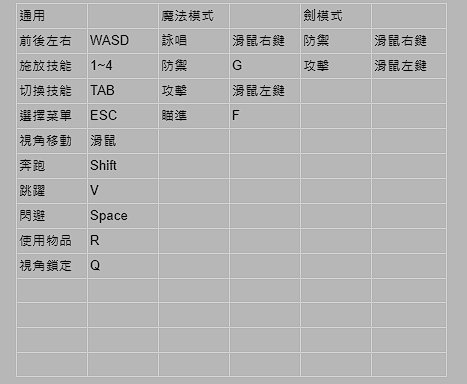 通用 魔法模式 劍模式
前後左右 WASD 詠唱 滑鼠右鍵 防禦 滑鼠右鍵
施放技能 1~4 防禦 G 攻擊 滑鼠左鍵
切換技能 TAB 攻擊 滑鼠左鍵
選擇菜單 ESC 瞄準 F
視角移動 滑鼠
奔跑 Shift
跳躍 V
閃避 Space
使用物品 R
視角鎖定 Q